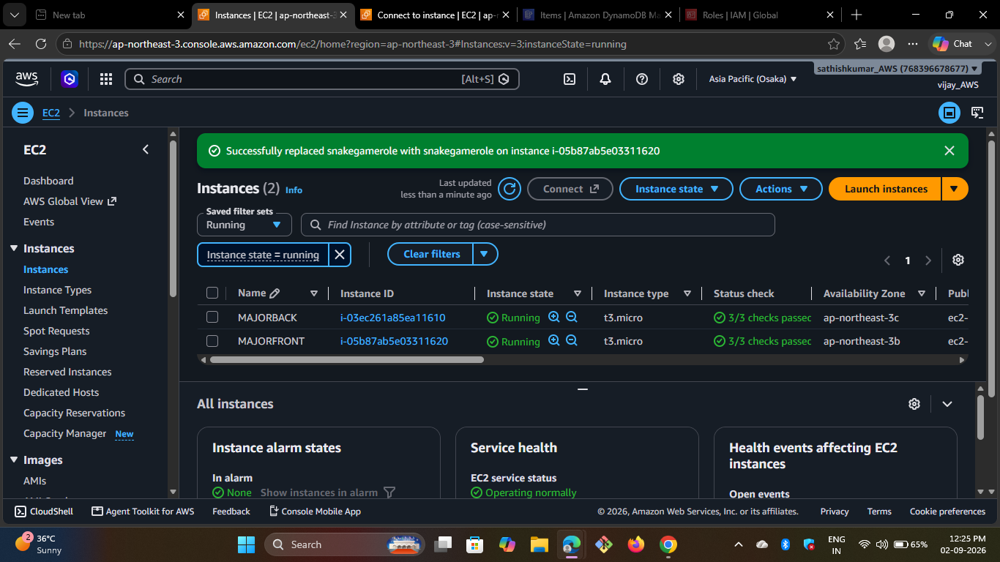 New tab
Instances | EC2 | ap-northeast-3
Connect to instance | EC2 | ap-n
Items | Amazon DynamoDB Ma
Roles | IAM | Global
https://ap-northeast-3.console.aws.amazon.com/ec2/home?region=ap-northeast-3#Instances:v=3;instanceState=running
Chat
aws
Search
[Alt+S]
Asia Pacific (Osaka)
sathishkumar_AWS (768396678677)
vijay_AWS
EC2
Instances
EC2
Dashboard
AWS Global View
Events
Instances
Instances
Instance Types
Launch Templates
Spot Requests
Savings Plans
Reserved Instances
Dedicated Hosts
Capacity Reservations
Capacity Manager New
Images
AMIs
Successfully replaced snakegamerole with snakegamerole on instance i-05b87ab5e03311620
Instances (2) Info
Last updated
less than a minute ago
Connect
Instance state
Actions
Launch instances
Saved filter sets
Running
Find Instance by attribute or tag (case-sensitive)
Instance state = running
Clear filters
1
Name Instance ID Instance state Instance type Status check Availability Zone Publ
MAJORBACK i-03ec261a85ea11610 Running t3.micro 3/3 checks passec ap-northeast-3c ec2-
MAJORFRONT i-05b87ab5e03311620 Running t3.micro 3/3 checks passec ap-northeast-3b ec2-
All instances
Instance alarm states
In alarm
None Show instances in alarm
Service health
EC2 service status
Operating normally
Health events affecting EC2
instances
Open events
CloudShell
Agent Toolkit for AWS
Feedback
Console Mobile App
© 2026, Amazon Web Services, Inc. or its affiliates.
Privacy
Terms
Cookie preferences
2
36°C
Sunny
Search
ENG
IN
65%
12:25 PM
02-09-2026